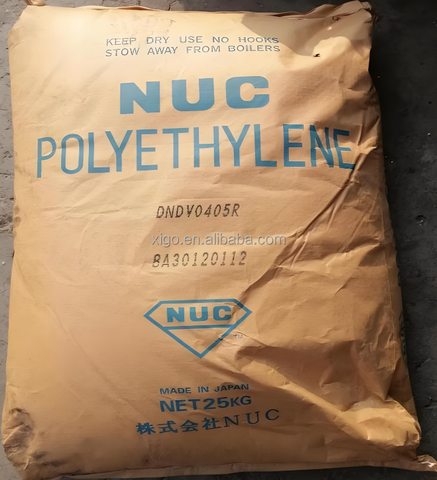 KEEP DRY USE NO HOOKS
STOW AWAY FROM BOILERS
NUC
POLYETHYLENE
DNDV0405R
xigo.en.alibaba.com
8A30120112
NUC
MADE IN JAPAN
NET25KG
株式会社NUC